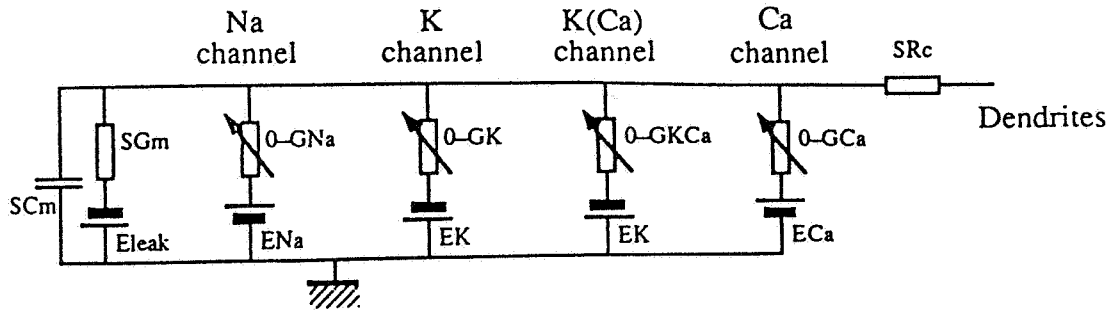 Na
channel
K
channel
K(Ca)
channel
Ca
channel
SRc
Dendrites
SGm
0–GNa
0–GK
0–GKCa
0–GCa
SCm
Eleak
ENa
EK
EK
ECa